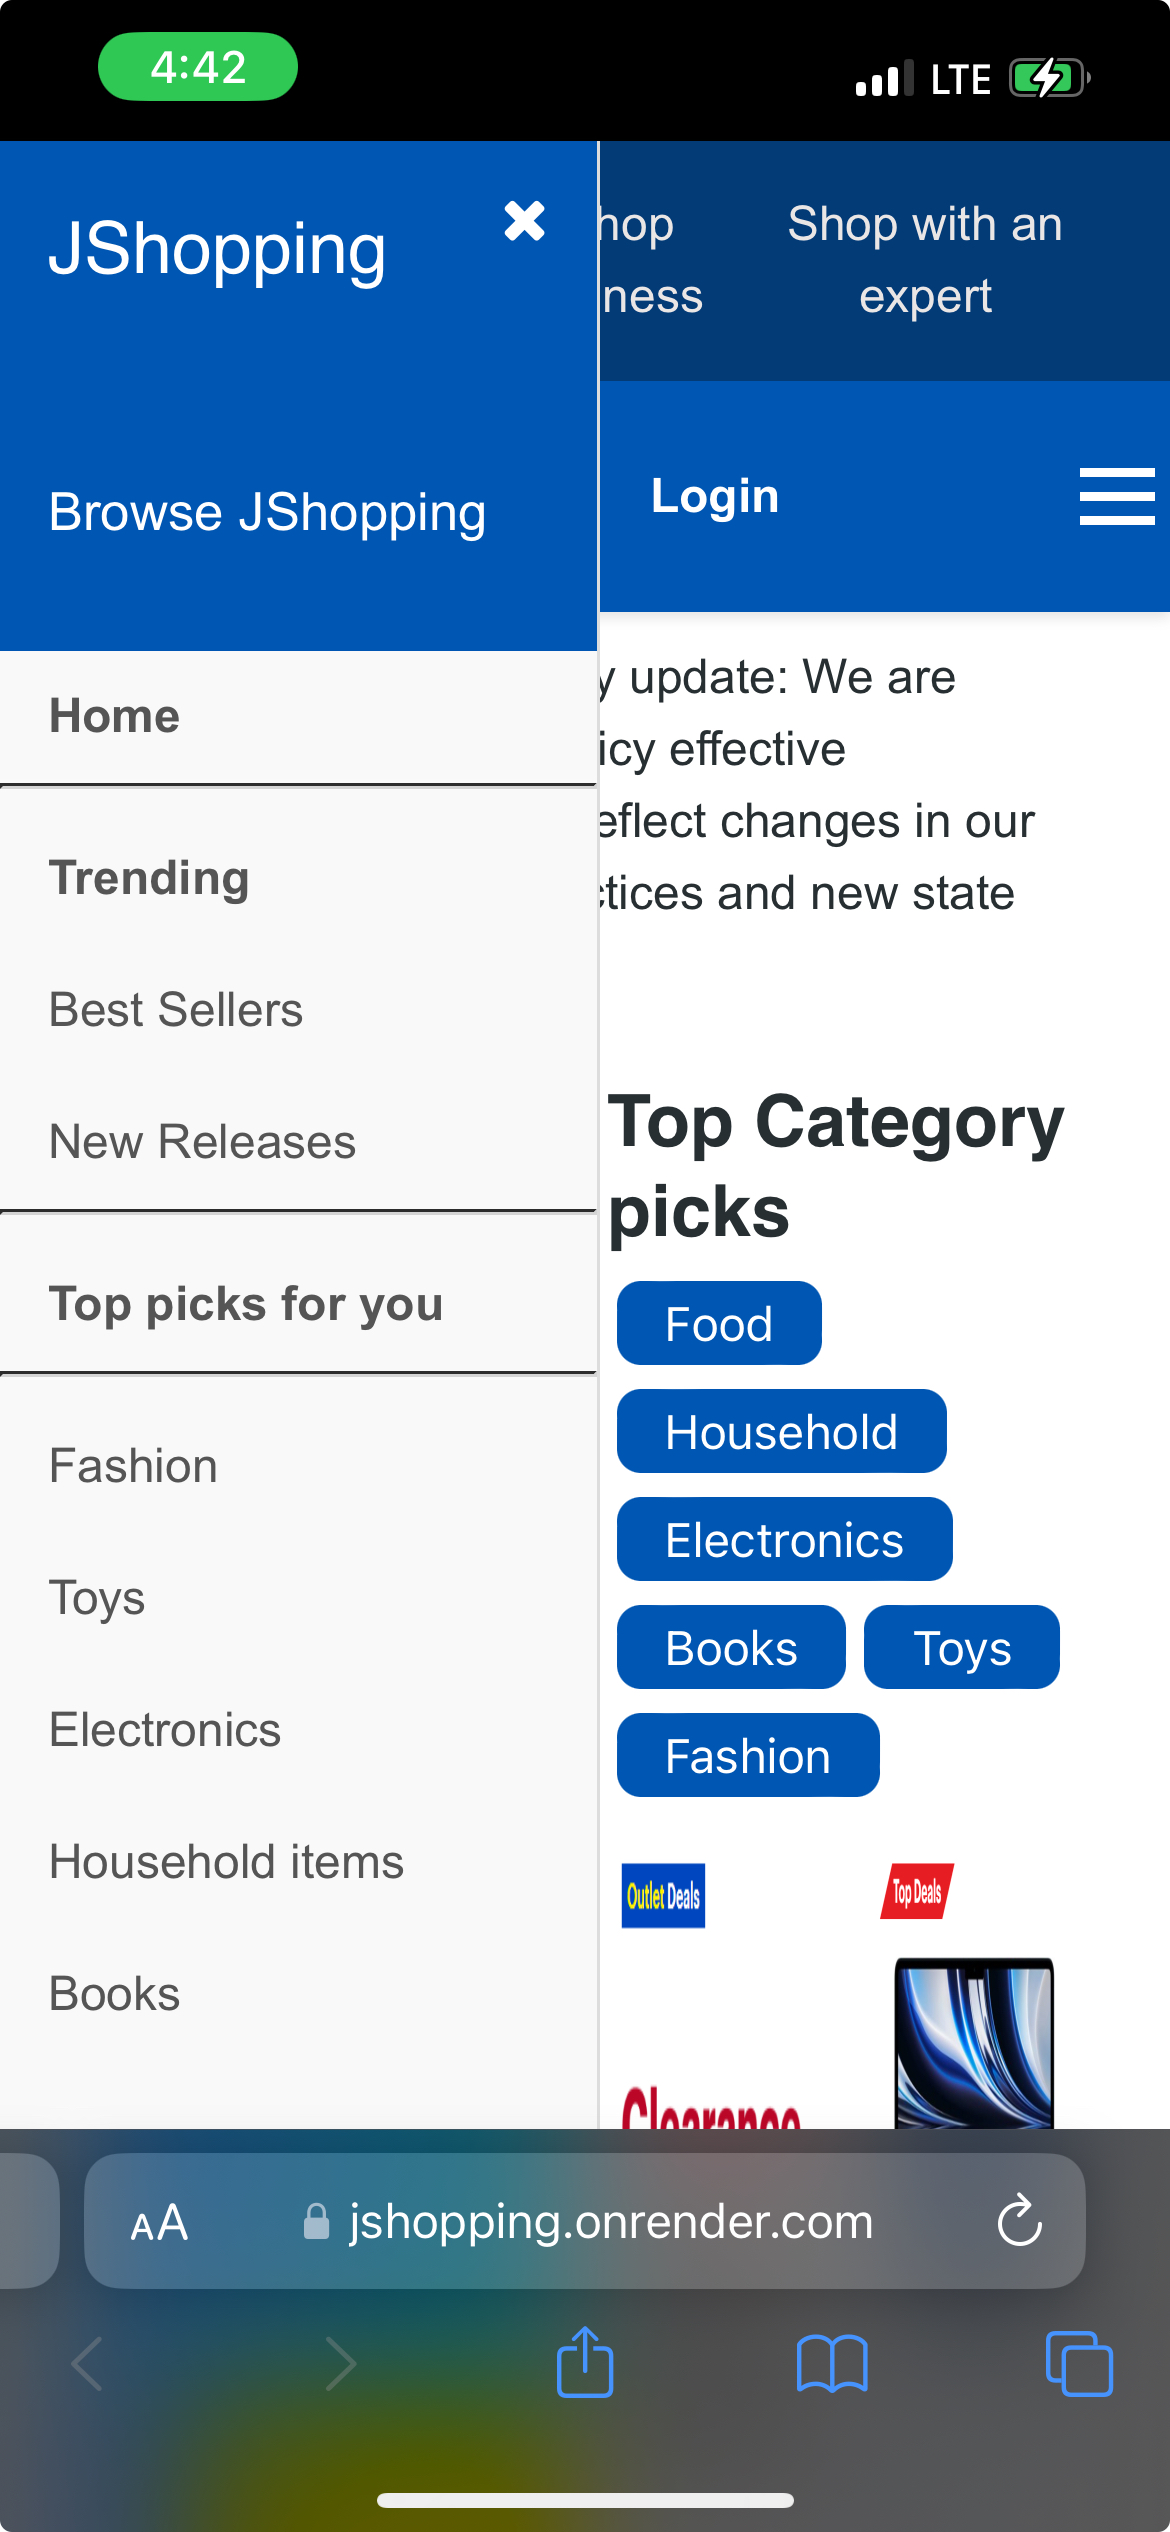 4:42
LTE
JShopping
Browse JShopping
Home
Trending
Best Sellers
New Releases
Top picks for you
Fashion
Toys
Electronics
Household items
Books
hop
ness
Shop with an
expert
Login
y update: We are
icy effective
eflect changes in our
ctices and new state
Top Category
picks
Food
Household
Electronics
Books Toys
Fashion
Outlet Deals
Top Deals
Clearance
AA
jshopping.onrender.com